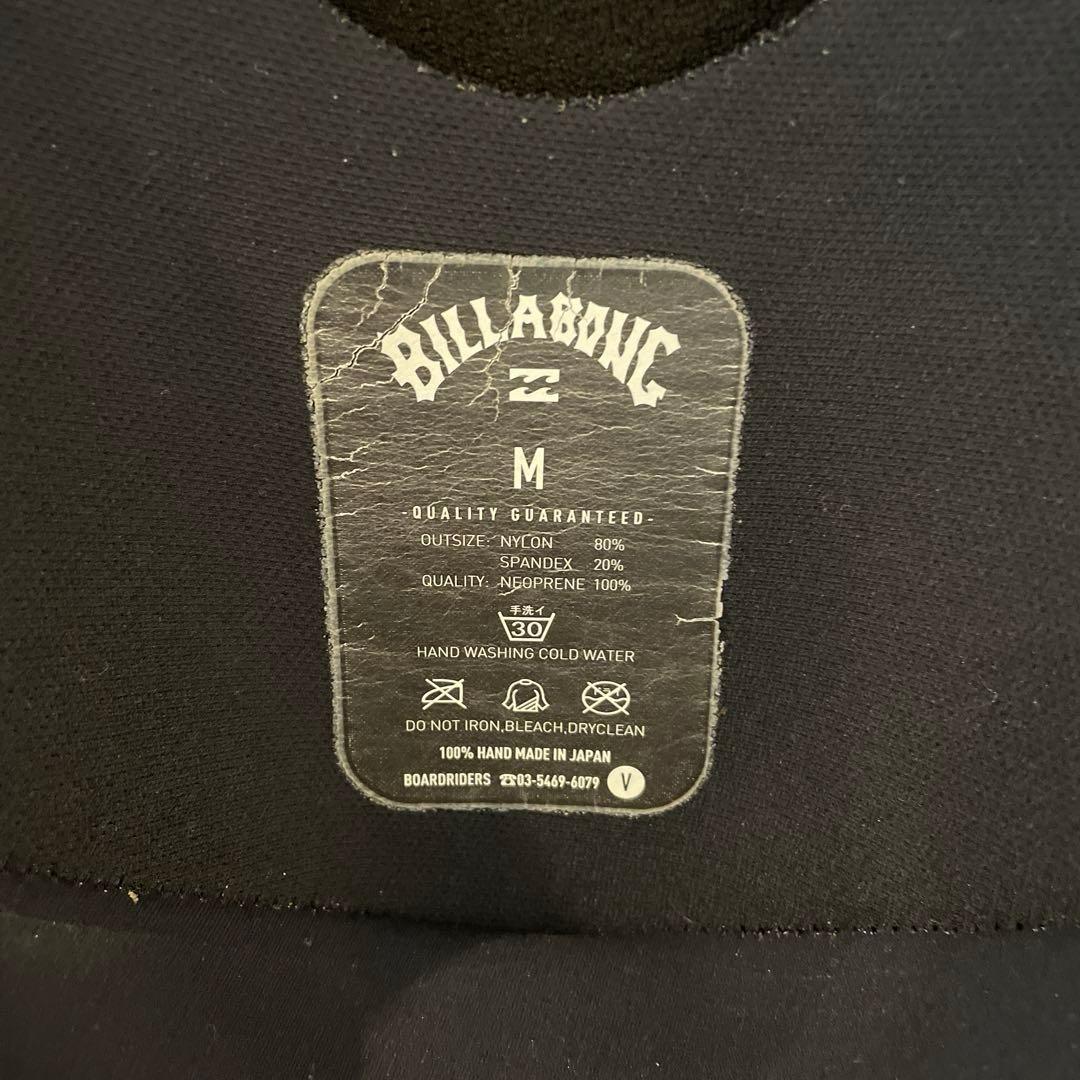 BILLABONG
M
-QUALITY GUARANTEED-
OUTSIZE: NYLON 80%
SPANDEX 20%
QUALITY: NEOPRENE 100%
手洗イ
30
HAND WASHING COLD WATER
DO NOT IRON,BLEACH,DRYCLEAN
100% HAND MADE IN JAPAN
BOARDRIDERS ☎03-5469-6079 V